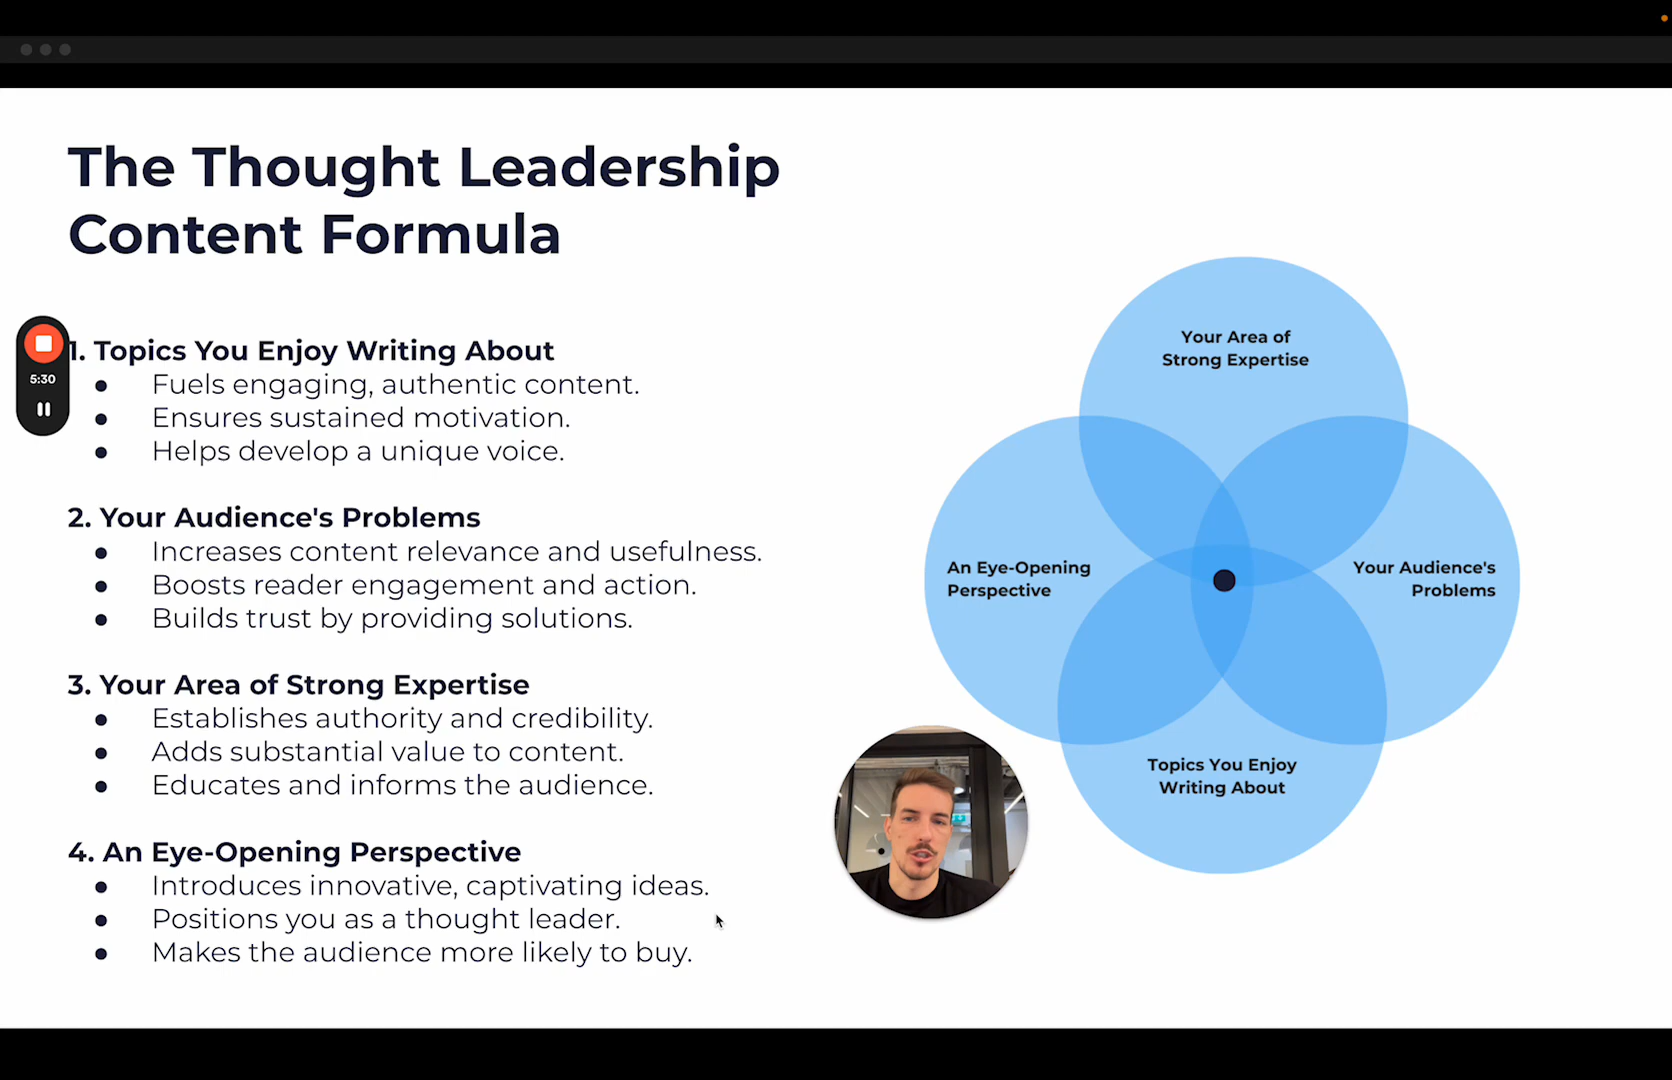 The Thought Leadership
Content Formula
5:30
1. Topics You Enjoy Writing About
● Fuels engaging, authentic content.
● Ensures sustained motivation.
● Helps develop a unique voice.
2. Your Audience's Problems
● Increases content relevance and usefulness.
● Boosts reader engagement and action.
● Builds trust by providing solutions.
3. Your Area of Strong Expertise
● Establishes authority and credibility.
● Adds substantial value to content.
● Educates and informs the audience.
4. An Eye-Opening Perspective
● Introduces innovative, captivating ideas.
● Positions you as a thought leader.
● Makes the audience more likely to buy.
Your Area of
Strong Expertise
An Eye-Opening
Perspective
Your Audience's
Problems
Topics You Enjoy
Writing About